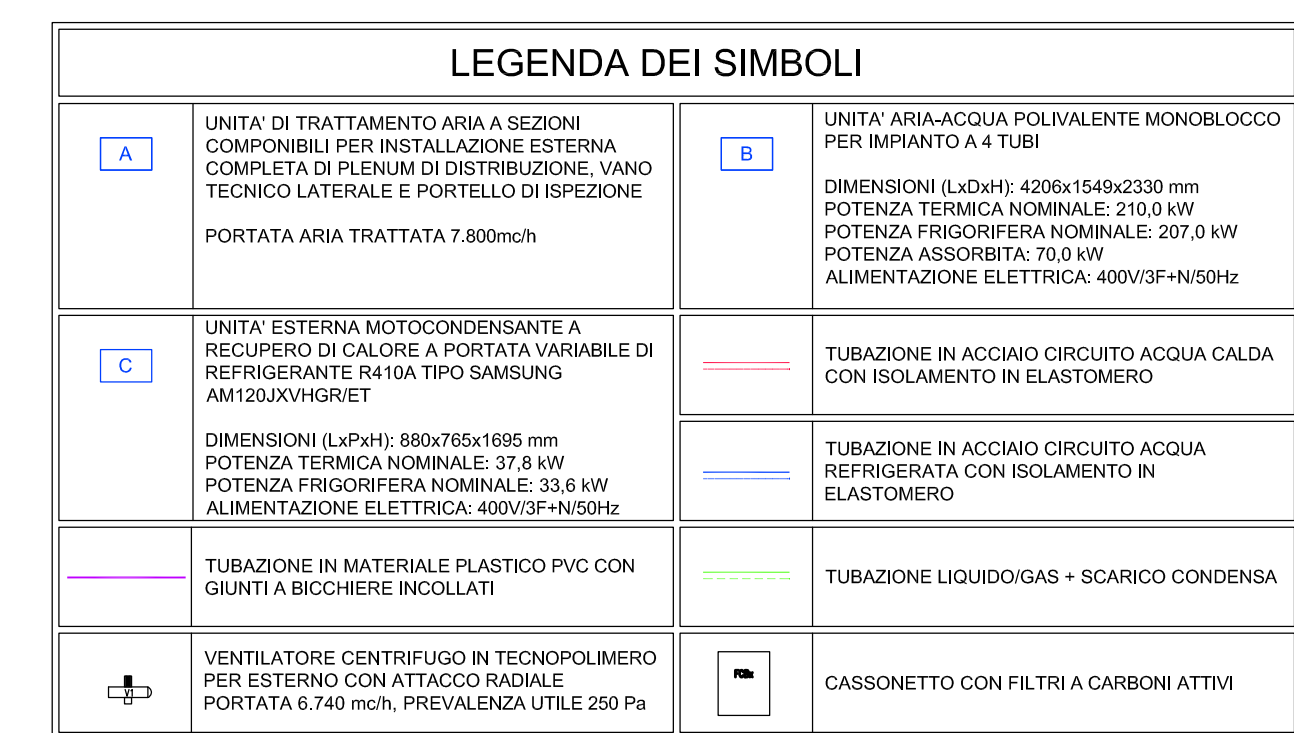 LEGENDA DEI SIMBOLI
A
UNITA' DI TRATTAMENTO ARIA A SEZIONI
COMPONIBILI PER INSTALLAZIONE ESTERNA
COMPLETA DI PLENUM DI DISTRIBUZIONE, VANO
TECNICO LATERALE E PORTELLO DI ISPEZIONE
PORTATA ARIA TRATTATA 7.800mc/h
B
UNITA' ARIA-ACQUA POLIVALENTE MONOBLOCCO
PER IMPIANTO A 4 TUBI
DIMENSIONI (LxDxH): 4206x1549x2330 mm
POTENZA TERMICA NOMINALE: 210,0 kW
POTENZA FRIGORIFERA NOMINALE: 207,0 kW
POTENZA ASSORBITA: 70,0 kW
ALIMENTAZIONE ELETTRICA: 400V/3F+N/50Hz
C
UNITA' ESTERNA MOTOCONDENSANTE A
RECUPERO DI CALORE A PORTATA VARIABILE DI
REFRIGERANTE R410A TIPO SAMSUNG
AM120JXVHGR/ET
DIMENSIONI (LxPxH): 880x765x1695 mm
POTENZA TERMICA NOMINALE: 37,8 kW
POTENZA FRIGORIFERA NOMINALE: 33,6 kW
ALIMENTAZIONE ELETTRICA: 400V/3F+N/50Hz
TUBAZIONE IN ACCIAIO CIRCUITO ACQUA CALDA
CON ISOLAMENTO IN ELASTOMERO
TUBAZIONE IN ACCIAIO CIRCUITO ACQUA
REFRIGERATA CON ISOLAMENTO IN
ELASTOMERO
TUBAZIONE IN MATERIALE PLASTICO PVC CON
GIUNTI A BICCHIERE INCOLLATI
TUBAZIONE LIQUIDO/GAS + SCARICO CONDENSA
V1
VENTILATORE CENTRIFUGO IN TECNOPOLIMERO
PER ESTERNO CON ATTACCO RADIALE
PORTATA 6.740 mc/h, PREVALENZA UTILE 250 Pa
CASSONETTO CON FILTRI A CARBONI ATTIVI